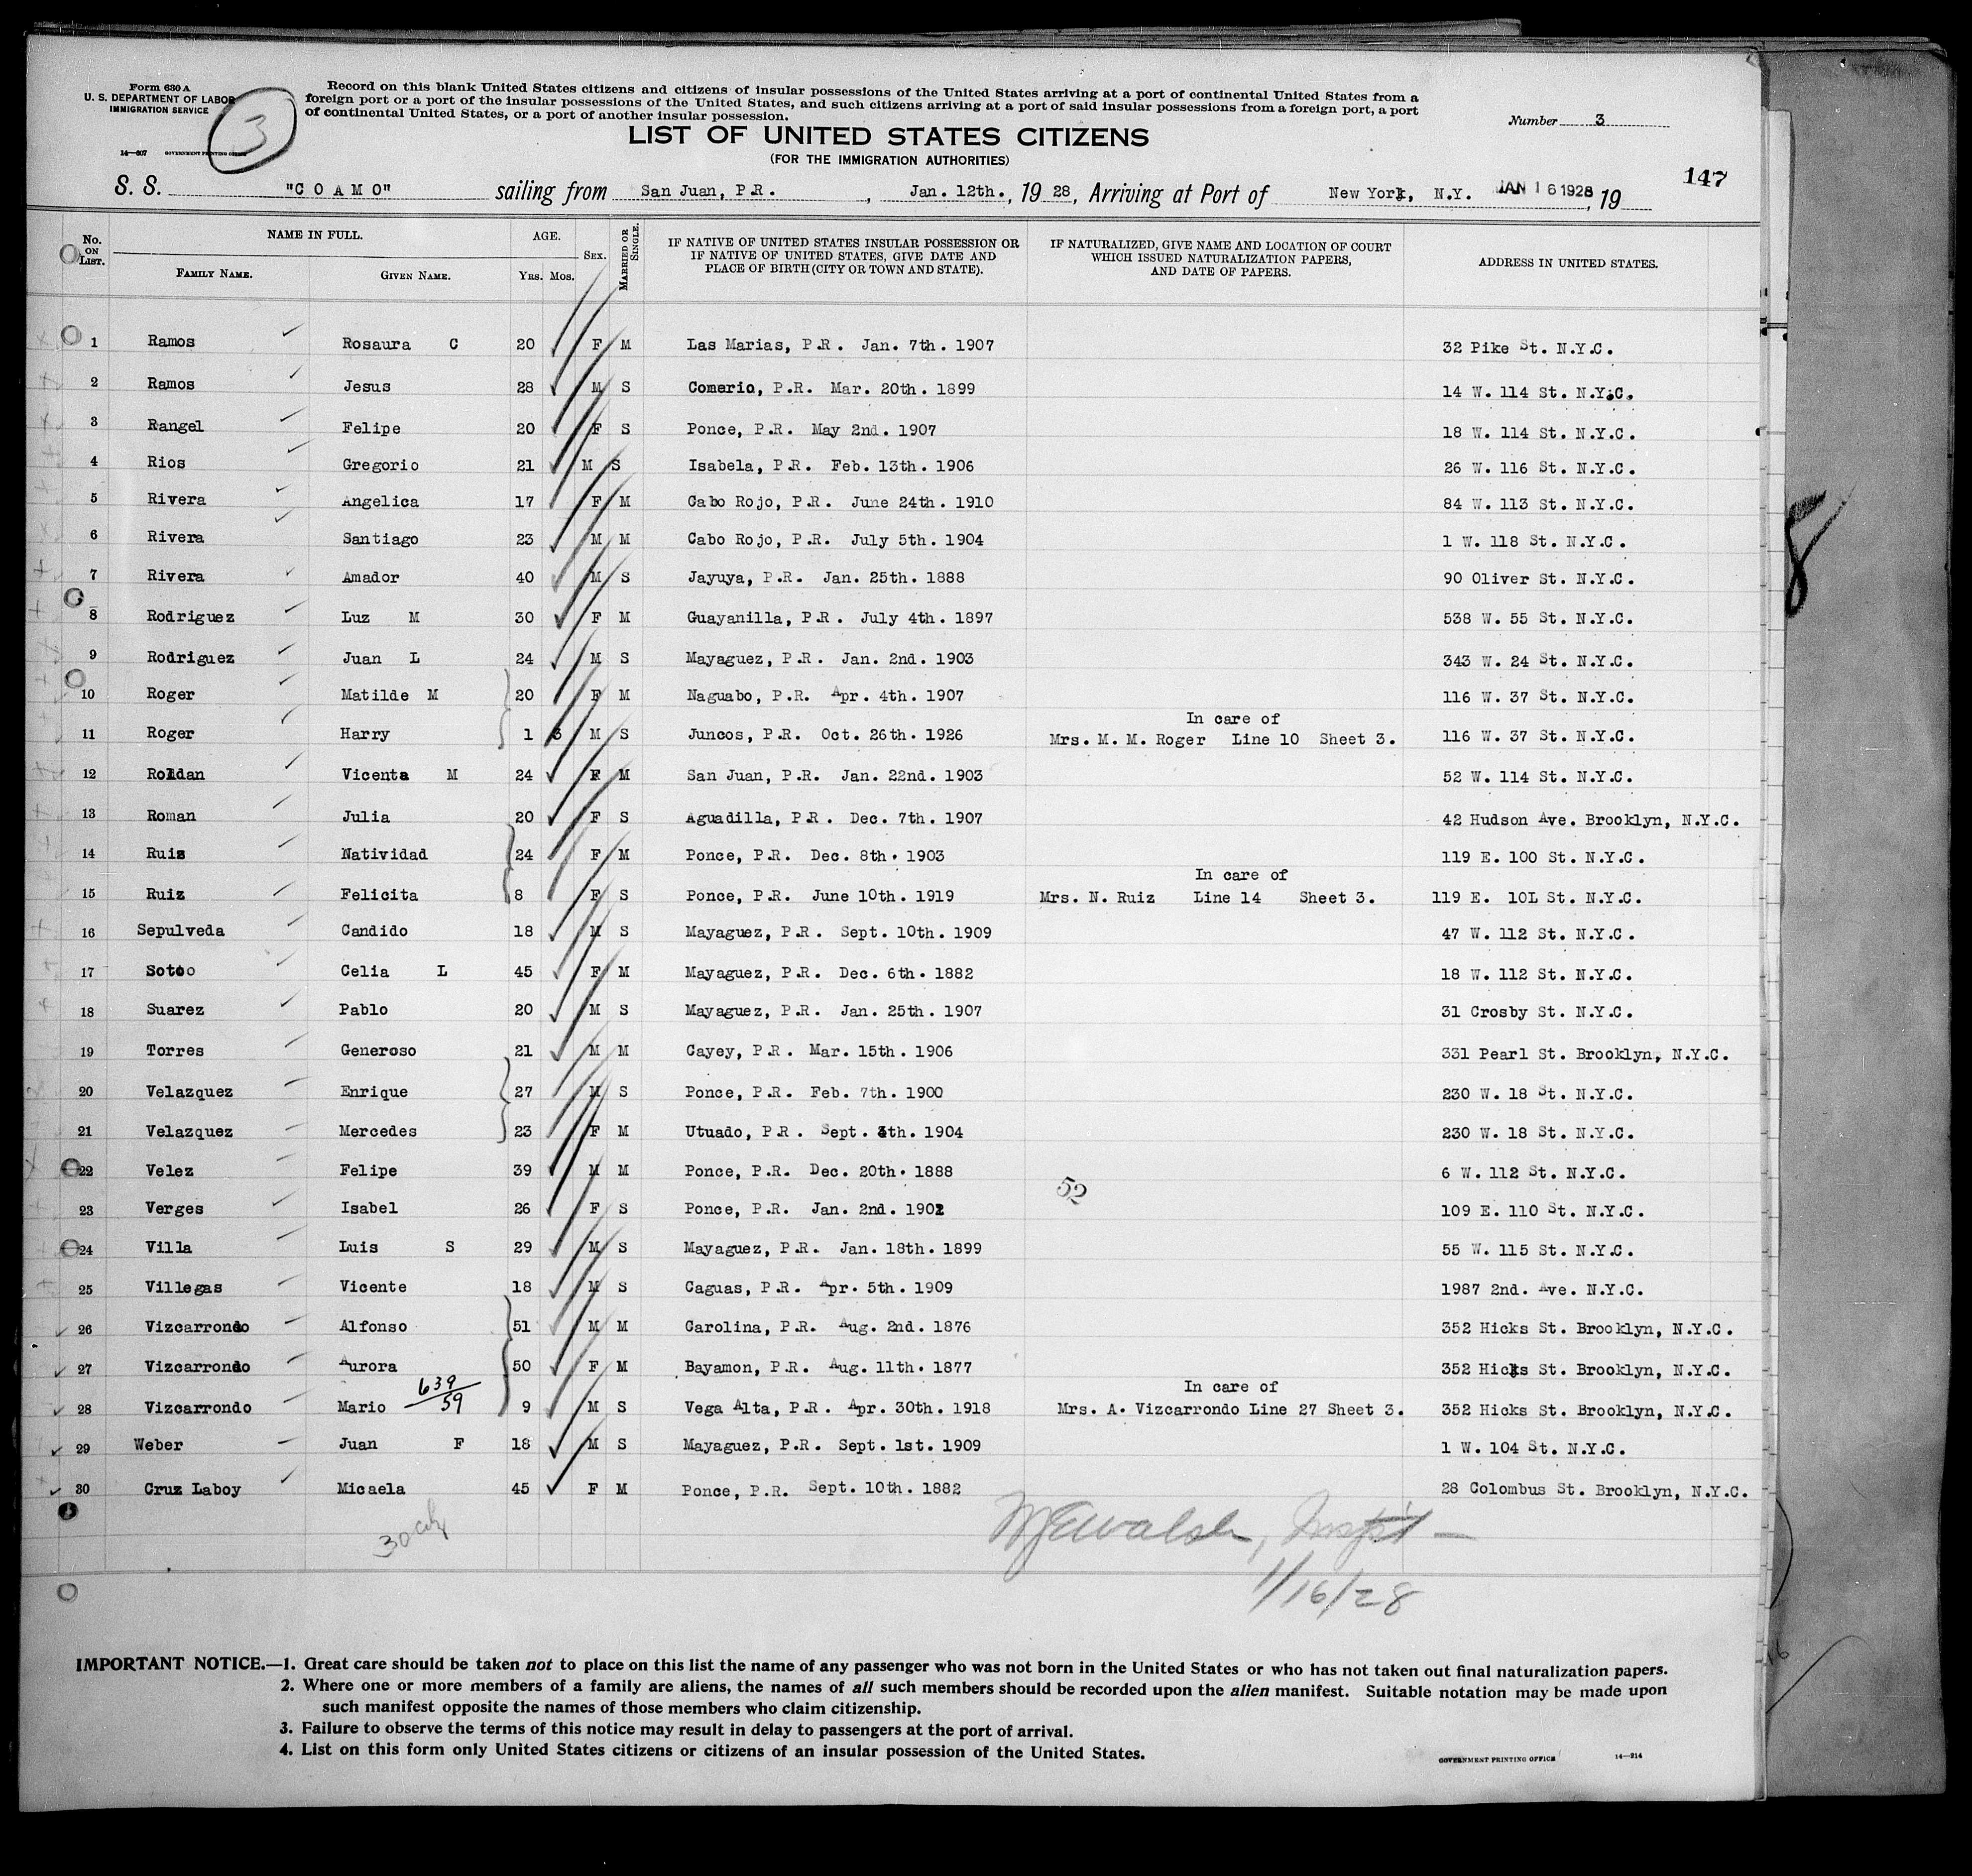 Form 630 A
U. S. DEPARTMENT OF LABOR
IMMIGRATION SERVICE
14—607 GOVERNMENT PRINTING OFFICE
3
Record on this blank United States citizens and citizens of insular possessions of the United States arriving at a port of continental United States from a
foreign port or a port of the insular possessions of the United States, and such citizens arriving at a port of said insular possessions from a foreign port, a port
of continental United States, or a port of another insular possession.
Number 3
LIST OF UNITED STATES CITIZENS
(FOR THE IMMIGRATION AUTHORITIES)
147
S. S. "C O A M O" sailing from San Juan, P.R. , Jan. 12th. , 19 28, Arriving at Port of New York, N.Y. JAN 16 1928, 19
No. ON LIST. NAME IN FULL. FAMILY NAME. GIVEN NAME. AGE. YRS. MOS. SEX. MARRIED OR SINGLE. IF NATIVE OF UNITED STATES INSULAR POSSESSION OR IF NATIVE OF UNITED STATES, GIVE DATE AND PLACE OF BIRTH (CITY OR TOWN AND STATE). IF NATURALIZED, GIVE NAME AND LOCATION OF COURT WHICH ISSUED NATURALIZATION PAPERS, AND DATE OF PAPERS. ADDRESS IN UNITED STATES.
1 Ramos Rosaura C 20 F M Las Marias, P.R. Jan. 7th. 1907 32 Pike St. N.Y.C.
2 Ramos Jesus 28 M S Comerio, P.R. Mar. 20th. 1899 14 W. 114 St. N.Y.C.
3 Rangel Felipe 20 F S Ponce, P.R. May 2nd. 1907 18 W. 114 St. N.Y.C.
4 Rios Gregorio 21 M S Isabela, P.R. Feb. 13th. 1906 26 W. 116 St. N.Y.C.
5 Rivera Angelica 17 F M Cabo Rojo, P.R. June 24th. 1910 84 W. 113 St. N.Y.C.
6 Rivera Santiago 23 M M Cabo Rojo, P.R. July 5th. 1904 1 W. 118 St. N.Y.C.
7 Rivera Amador 40 M S Jayuya, P.R. Jan. 25th. 1888 90 Oliver St. N.Y.C.
8 Rodriguez Luz M 30 F M Guayanilla, P.R. July 4th. 1897 538 W. 55 St. N.Y.C.
9 Rodriguez Juan L 24 M S Mayaguez, P.R. Jan. 2nd. 1903 343 W. 24 St. N.Y.C.
10 Roger Matilde M 20 F M Naguabo, P.R. Apr. 4th. 1907 116 W. 37 St. N.Y.C.
In care of
11 Roger Harry 1 3 M S Juncos, P.R. Oct. 26th. 1926 Mrs. M. M. Roger Line 10 Sheet 3. 116 W. 37 St. N.Y.C.
12 Roldan Vicenta M 24 F M San Juan, P.R. Jan. 22nd. 1903 52 W. 114 St. N.Y.C.
13 Roman Julia 20 F S Aguadilla, P.R. Dec. 7th. 1907 42 Hudson Ave. Brooklyn, N.Y.C.
14 Ruiz Natividad 24 F M Ponce, P.R. Dec. 8th. 1903 119 E. 100 St. N.Y.C.
In care of
15 Ruiz Felicita 8 F S Ponce, P.R. June 10th. 1919 Mrs. N. Ruiz Line 14 Sheet 3. 119 E. 10L St. N.Y.C.
16 Sepulveda Candido 18 M S Mayaguez, P.R. Sept. 10th. 1909 47 W. 112 St. N.Y.C.
17 Sotoo Celia L 45 F M Mayaguez, P.R. Dec. 6th. 1882 18 W. 112 St. N.Y.C.
18 Suarez Pablo 20 M S Mayaguez, P.R. Jan. 25th. 1907 31 Crosby St. N.Y.C.
19 Torres Generoso 21 M M Cayey, P.R. Mar. 15th. 1906 331 Pearl St. Brooklyn, N.Y.C.
20 Velazquez Enrique 27 M S Ponce, P.R. Feb. 7th. 1900 230 W. 18 St. N.Y.C.
21 Velazquez Mercedes 23 F M Utuado, P.R. Sept. th. 1904 230 W. 18 St. N.Y.C.
22 Velez Felipe 39 M M Ponce, P.R. Dec. 20th. 1888 6 W. 112 St. N.Y.C.
52
23 Verges Isabel 26 F S Ponce, P.R. Jan. 2nd. 1902 109 E. 110 St. N.Y.C.
24 Villa Luis S 29 M S Mayaguez, P.R. Jan. 18th. 1899 55 W. 115 St. N.Y.C.
25 Villegas Vicente 18 M S Caguas, P.R. Apr. 5th. 1909 1987 2nd. Ave. N.Y.C.
26 Vizcarrondo Alfonso 51 M M Carolina, P.R. Aug. 2nd. 1876 352 Hicks St. Brooklyn, N.Y.C.
27 Vizcarrondo Aurora 50 F M Bayamon, P.R. Aug. 11th. 1877 352 Hicks St. Brooklyn, N.Y.C.
639/59 In care of
28 Vizcarrondo Mario 9 M S Vega Alta, P.R. Apr. 30th. 1918 Mrs. A. Vizcarrondo Line 27 Sheet 3. 352 Hicks St. Brooklyn, N.Y.C.
29 Weber Juan F 18 M S Mayaguez, P.R. Sept. 1st. 1909 1 W. 104 St. N.Y.C.
30 Cruz Laboy Micaela 45 F M Ponce, P.R. Sept. 10th. 1882 28 Colombus St. Brooklyn, N.Y.C.
30
Walsh, Inspt
1/16/28
8
IMPORTANT NOTICE.—1. Great care should be taken not to place on this list the name of any passenger who was not born in the United States or who has not taken out final naturalization papers.
2. Where one or more members of a family are aliens, the names of all such members should be recorded upon the alien manifest. Suitable notation may be made upon
such manifest opposite the names of those members who claim citizenship.
3. Failure to observe the terms of this notice may result in delay to passengers at the port of arrival.
4. List on this form only United States citizens or citizens of an insular possession of the United States.
GOVERNMENT PRINTING OFFICE 14—214